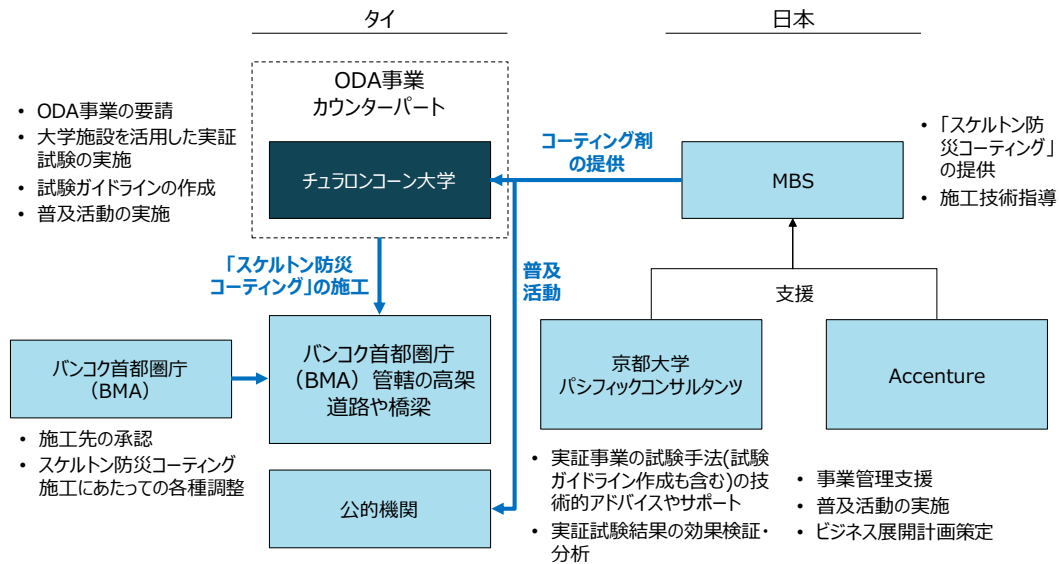 タイ
日本
ODA事業
カウンターパート
• ODA事業の要請
• 大学施設を活用した実証
試験の実施
• 試験ガイドラインの作成
• 普及活動の実施
チュラロンコーン大学
コーティング剤
の提供
MBS
• 「スケルトン防
災コーティング」
の提供
• 施工技術指導
「スケルトン防災
コーティング」の施工
普及
活動
支援
バンコク首都圏庁
（BMA）
バンコク首都圏庁
（BMA）管轄の高架
道路や橋梁
京都大学
パシフィックコンサルタンツ
Accenture
• 施工先の承認
• スケルトン防災コーティング
施工にあたっての各種調整
公的機関
• 実証事業の試験手法(試験
ガイドライン作成も含む)の技
術的アドバイスやサポート
• 実証試験結果の効果検証・
分析
• 事業管理支援
• 普及活動の実施
• ビジネス展開計画策定